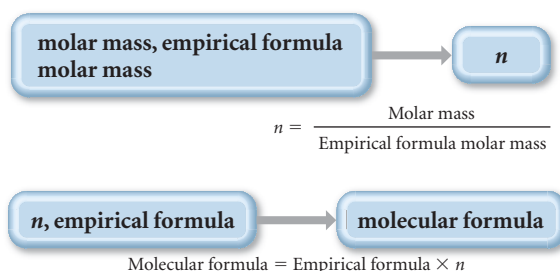 molar mass, empirical formula
molar mass
n
n = Molar mass
Empirical formula molar mass
n, empirical formula
molecular formula
Molecular formula = Empirical formula × n